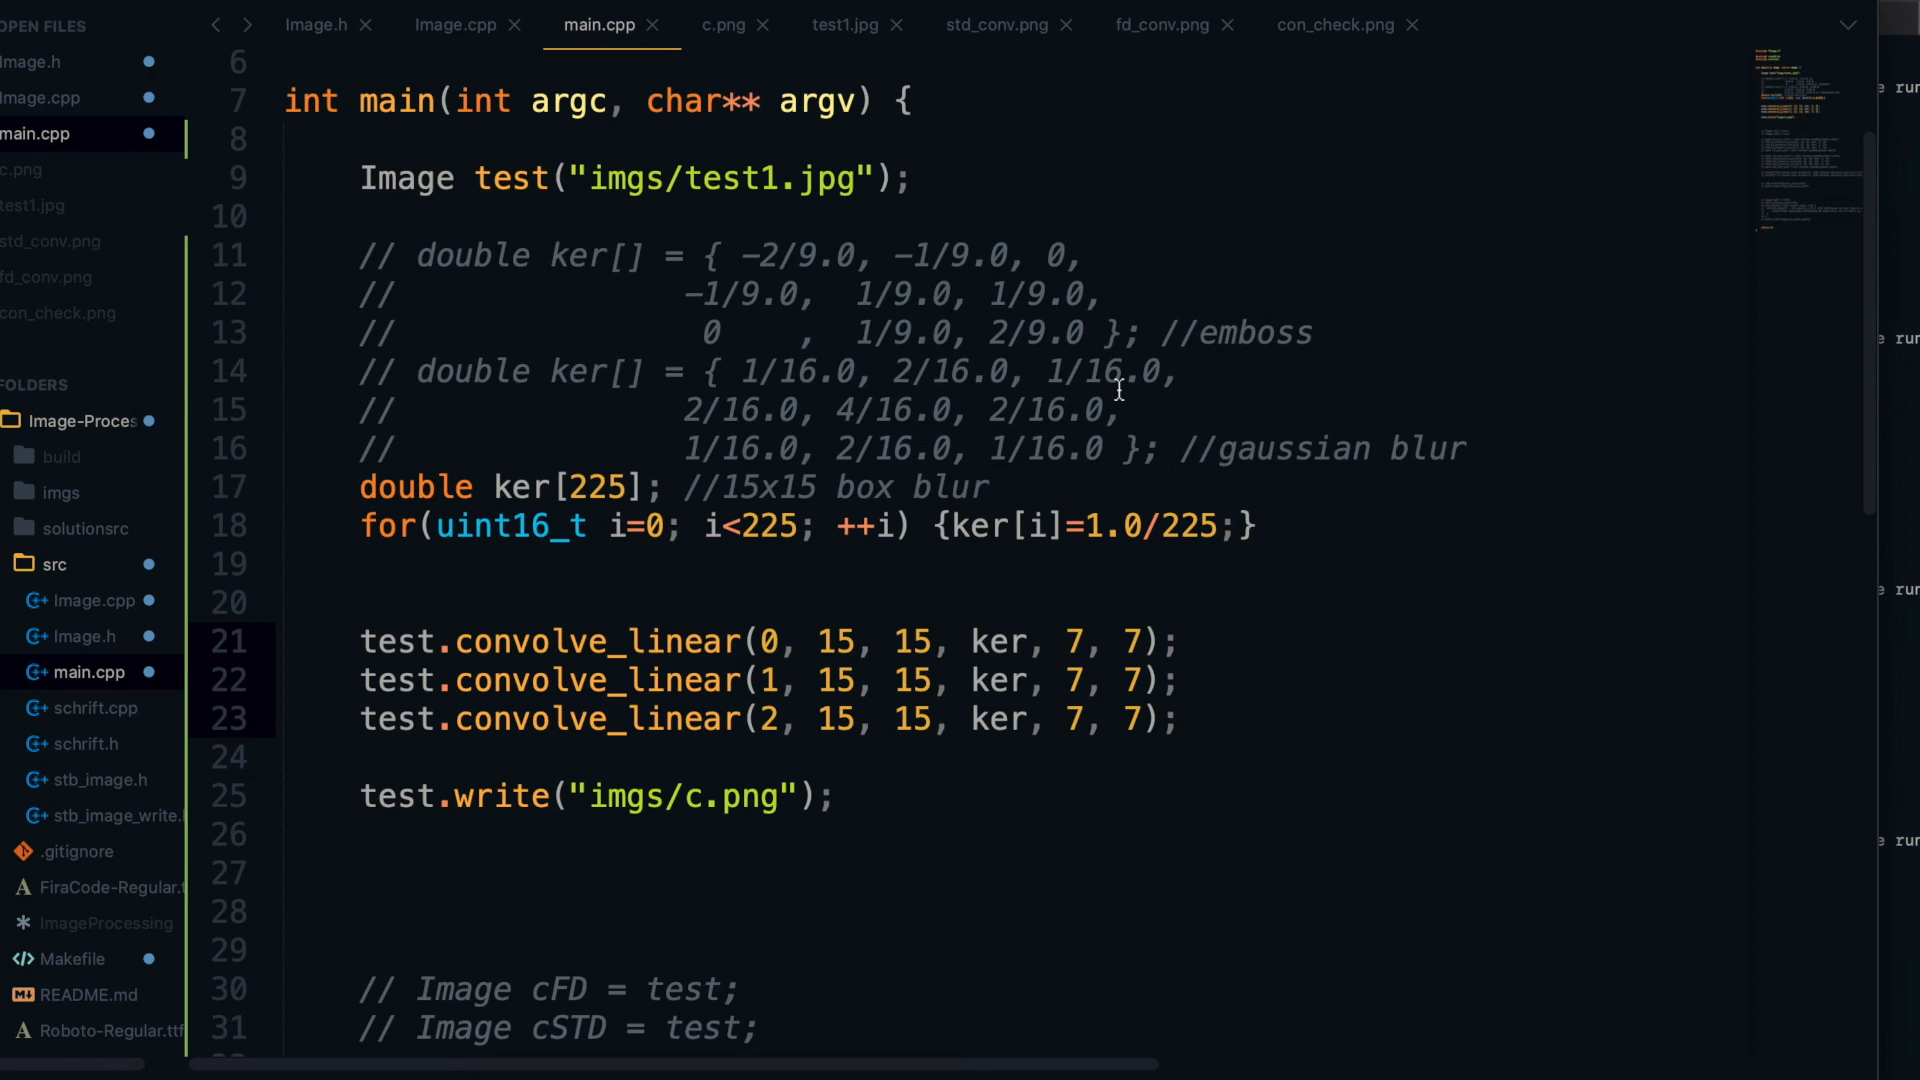 OPEN FILES
Image.h
Image.cpp
main.cpp
c.png
test1.jpg
std_conv.png
fd_conv.png
con_check.png
FOLDERS
Image-Proces
build
imgs
solutionsrc
src
Image.cpp
Image.h
main.cpp
schrift.cpp
schrift.h
stb_image.h
stb_image_write.
.gitignore
FiraCode-Regular.t
ImageProcessing
Makefile
README.md
Roboto-Regular.ttf
Image.h Image.cpp main.cpp c.png test1.jpg std_conv.png fd_conv.png con_check.png
6
7 int main(int argc, char** argv) {
8
9 Image test("imgs/test1.jpg");
10
11 // double ker[] = { -2/9.0, -1/9.0, 0,
12 // -1/9.0, 1/9.0, 1/9.0,
13 // 0 , 1/9.0, 2/9.0 }; //emboss
14 // double ker[] = { 1/16.0, 2/16.0, 1/16.0,
15 // 2/16.0, 4/16.0, 2/16.0,
16 // 1/16.0, 2/16.0, 1/16.0 }; //gaussian blur
17 double ker[225]; //15x15 box blur
18 for(uint16_t i=0; i<225; ++i) {ker[i]=1.0/225;}
19
20
21 test.convolve_linear(0, 15, 15, ker, 7, 7);
22 test.convolve_linear(1, 15, 15, ker, 7, 7);
23 test.convolve_linear(2, 15, 15, ker, 7, 7);
24
25 test.write("imgs/c.png");
26
27
28
29
30 // Image cFD = test;
31 // Image cSTD = test;
e run
e run
e run
e run